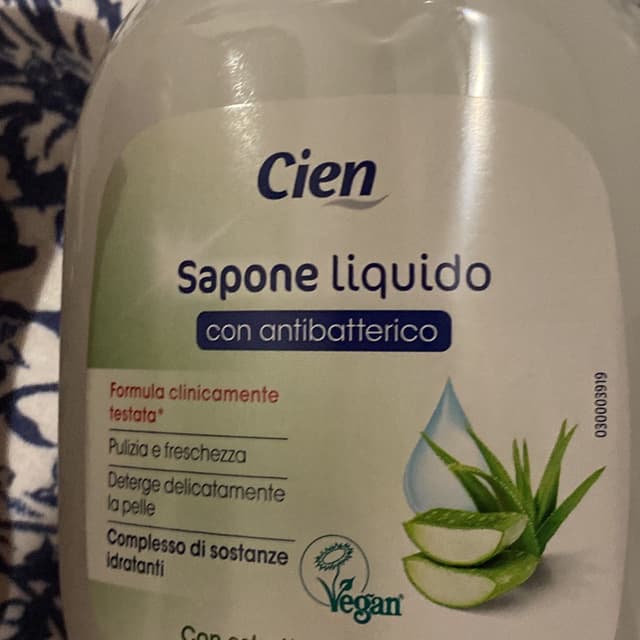 Cien
Sapone liquido
con antibatterico
Formula clinicamente
testata*
Pulizia e freschezza
Deterge delicatamente
la pelle
Complesso di sostanze
idratanti
Vegan
030003919
Con